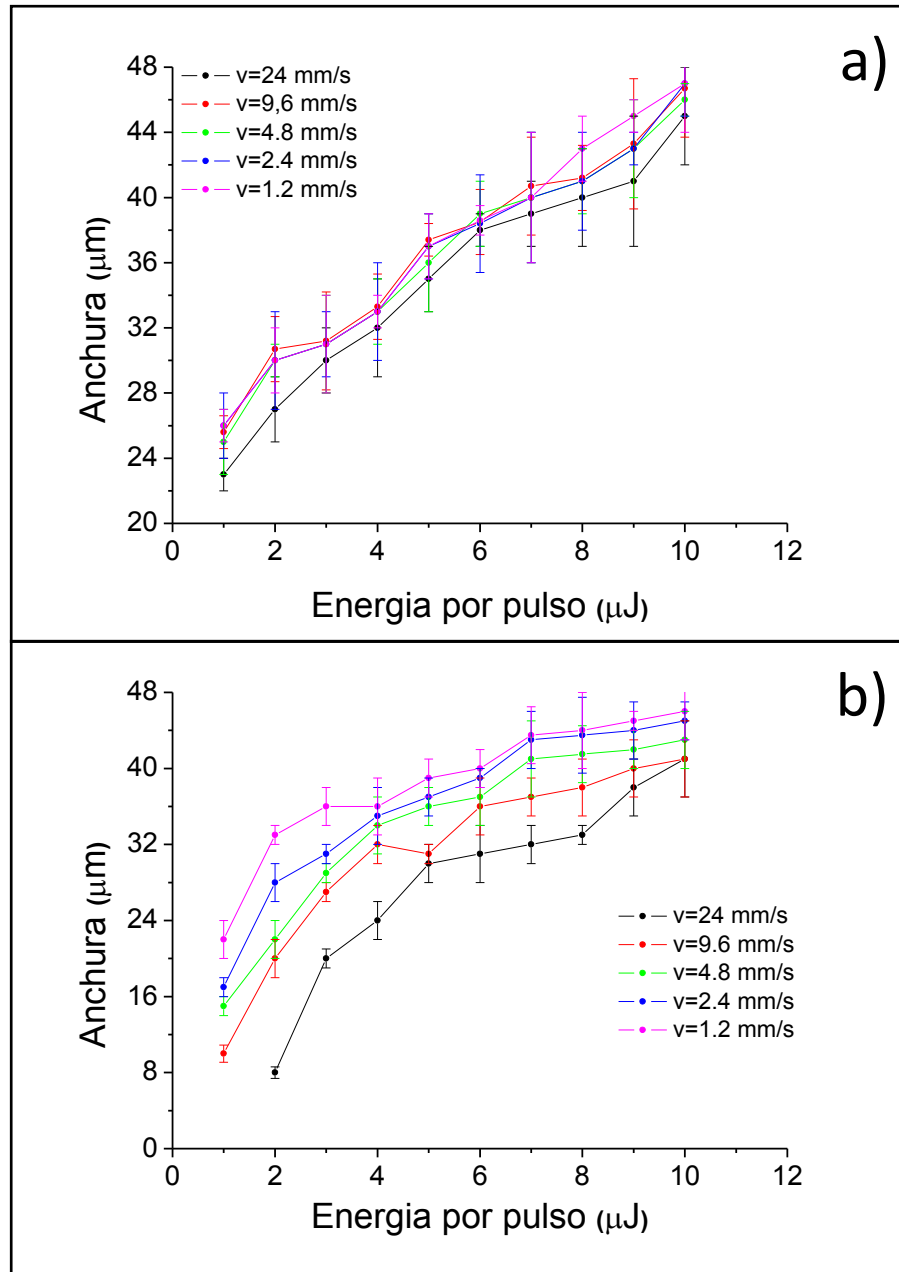 a)
48
44
40
36
32
28
24
20
Anchura (μm)
v=24 mm/s
v=9,6 mm/s
v=4.8 mm/s
v=2.4 mm/s
v=1.2 mm/s
0 2 4 6 8 10 12
Energia por pulso (μJ)
b)
48
40
32
24
16
8
0
Anchura (μm)
v=24 mm/s
v=9.6 mm/s
v=4.8 mm/s
v=2.4 mm/s
v=1.2 mm/s
0 2 4 6 8 10 12
Energia por pulso (μJ)